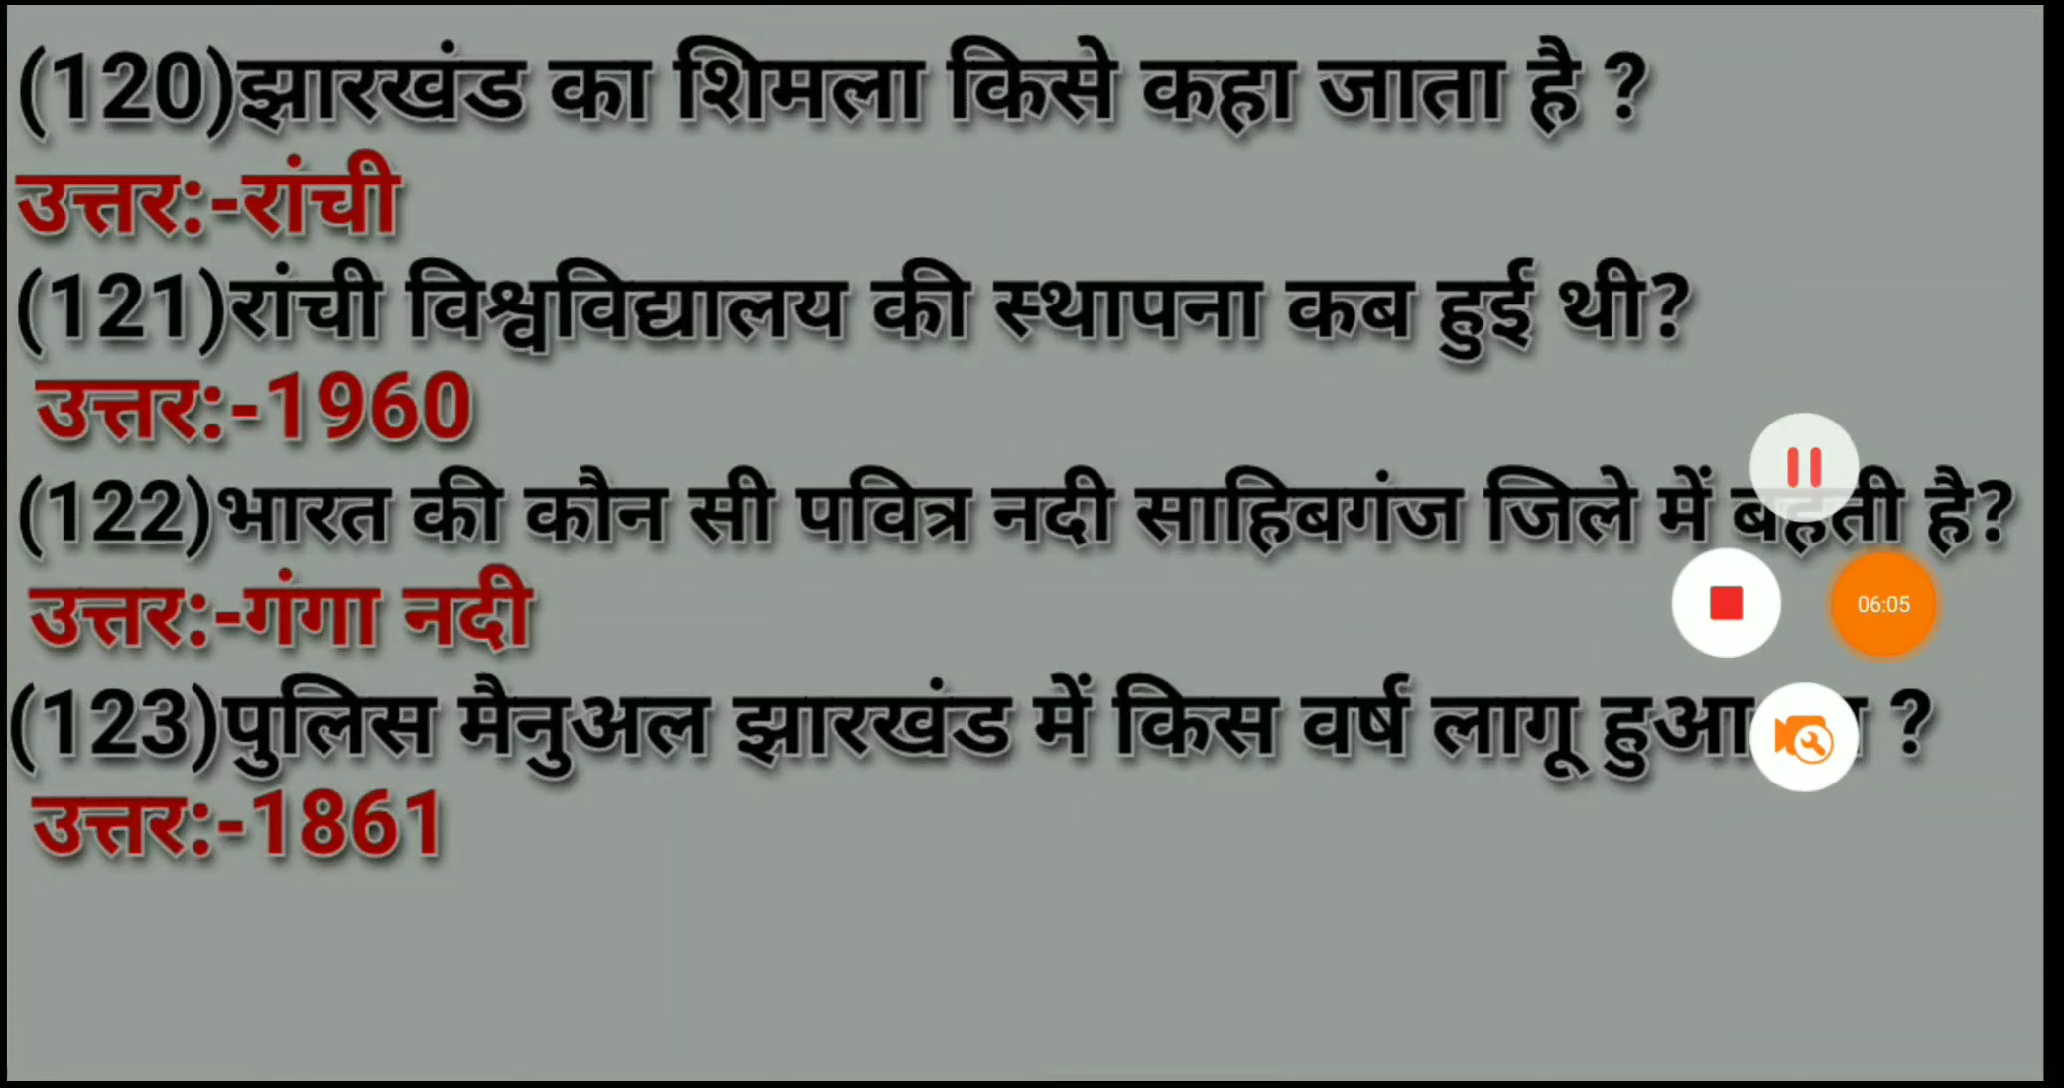 (120)झारखंड का शिमला किसे कहा जाता है ?
उत्तर:-रांची
(121)रांची विश्वविद्यालय की स्थापना कब हुई थी?
उत्तर:-1960
(122)भारत की कौन सी पवित्र नदी साहिबगंज जिले में बहती है?
उत्तर:-गंगा नदी
06:05
(123)पुलिस मैनुअल झारखंड में किस वर्ष लागू हुआ ?
उत्तर:-1861